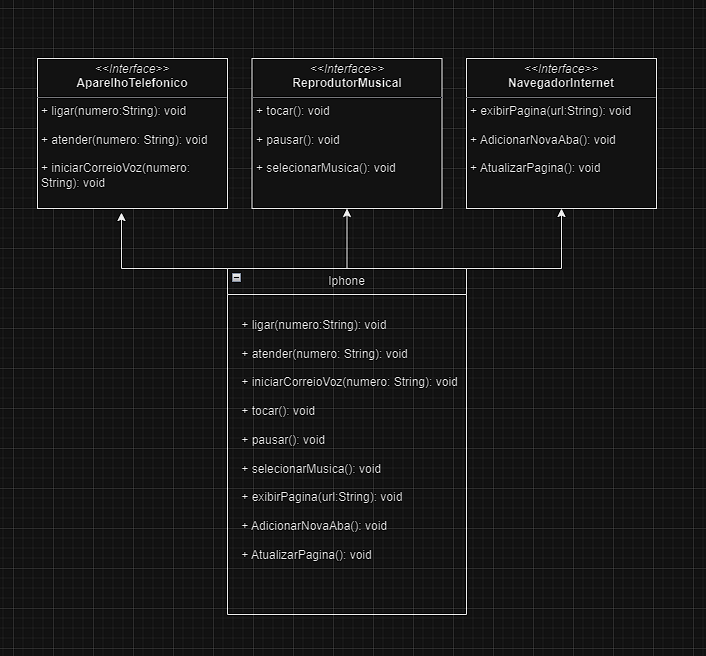 <<Interface>>
AparelhoTelefonico
+ ligar(numero:String): void
+ atender(numero: String): void
+ iniciarCorreioVoz(numero:
String): void
<<Interface>>
ReprodutorMusical
+ tocar(): void
+ pausar(): void
+ selecionarMusica(): void
<<Interface>>
NavegadorInternet
+ exibirPagina(url:String): void
+ AdicionarNovaAba(): void
+ AtualizarPagina(): void
Iphone
+ ligar(numero:String): void
+ atender(numero: String): void
+ iniciarCorreioVoz(numero: String): void
+ tocar(): void
+ pausar(): void
+ selecionarMusica(): void
+ exibirPagina(url:String): void
+ AdicionarNovaAba(): void
+ AtualizarPagina(): void